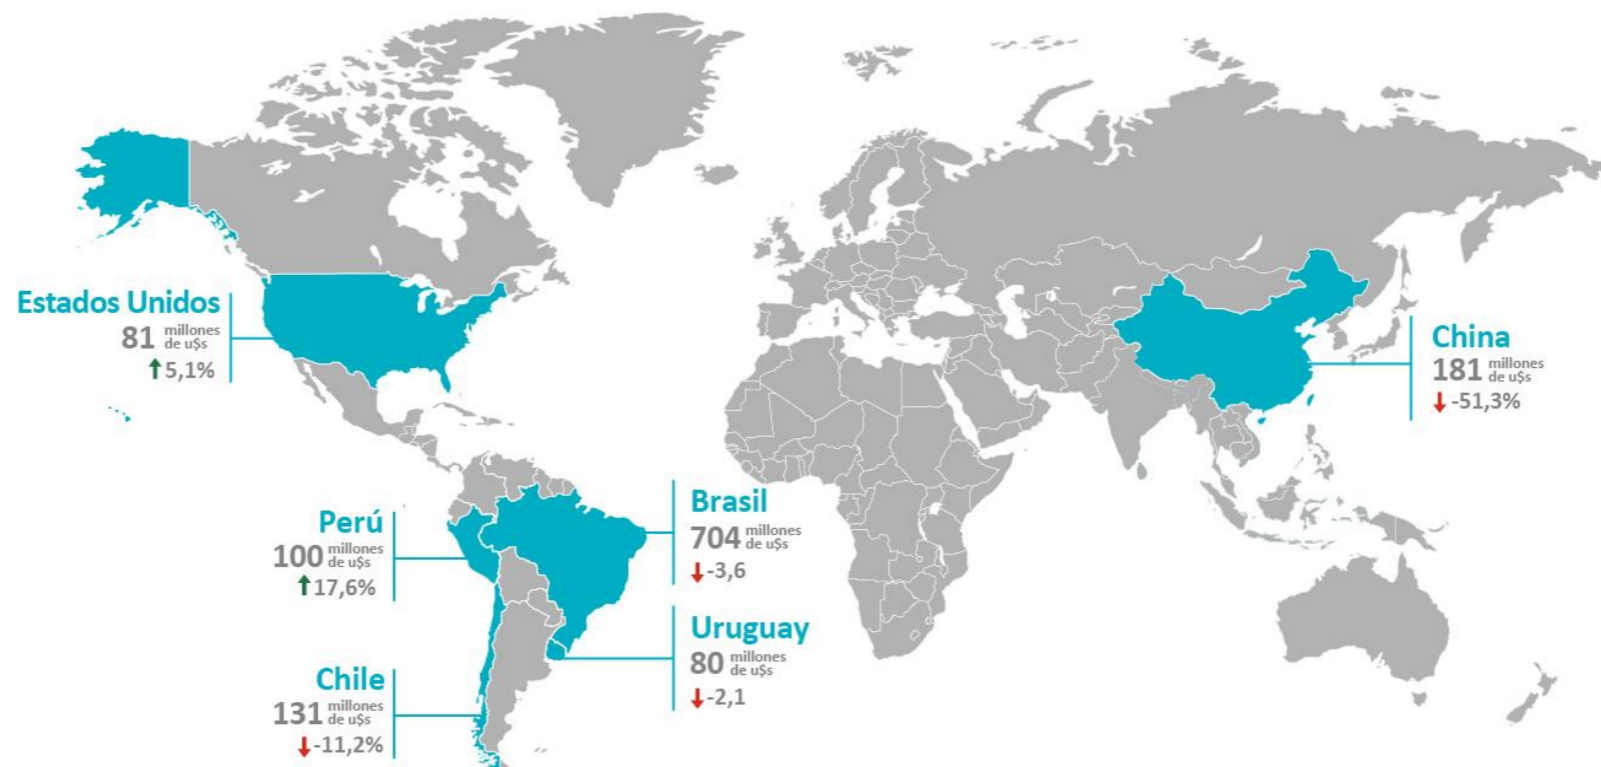 Estados Unidos
81 millones de u$s
5,1%
China
181 millones de u$s
-51,3%
Perú
100 millones de u$s
17,6%
Brasil
704 millones de u$s
-3,6
Uruguay
80 millones de u$s
-2,1
Chile
131 millones de u$s
-11,2%